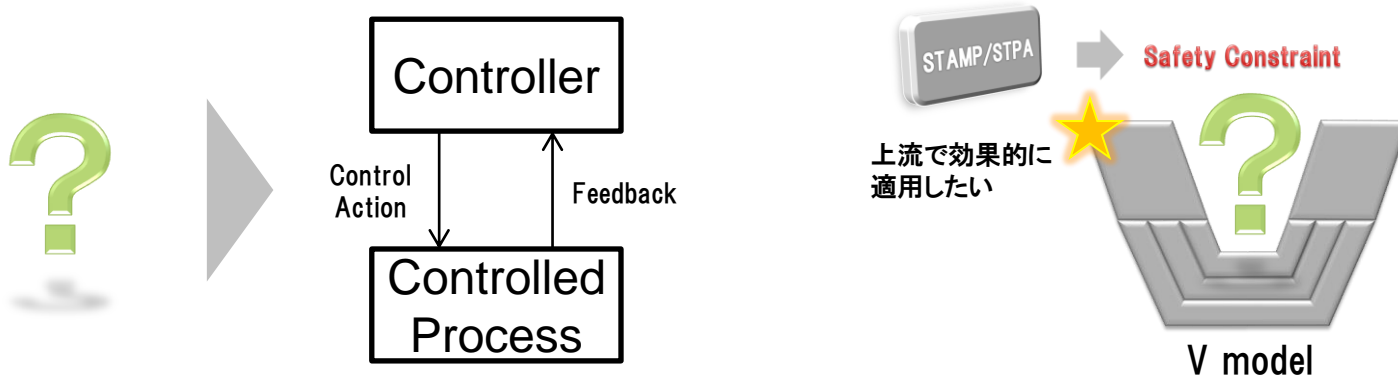 Controller
Control
Action
Feedback
Controlled
Process
STAMP/STPA
Safety Constraint
上流で効果的に
適用したい
V model